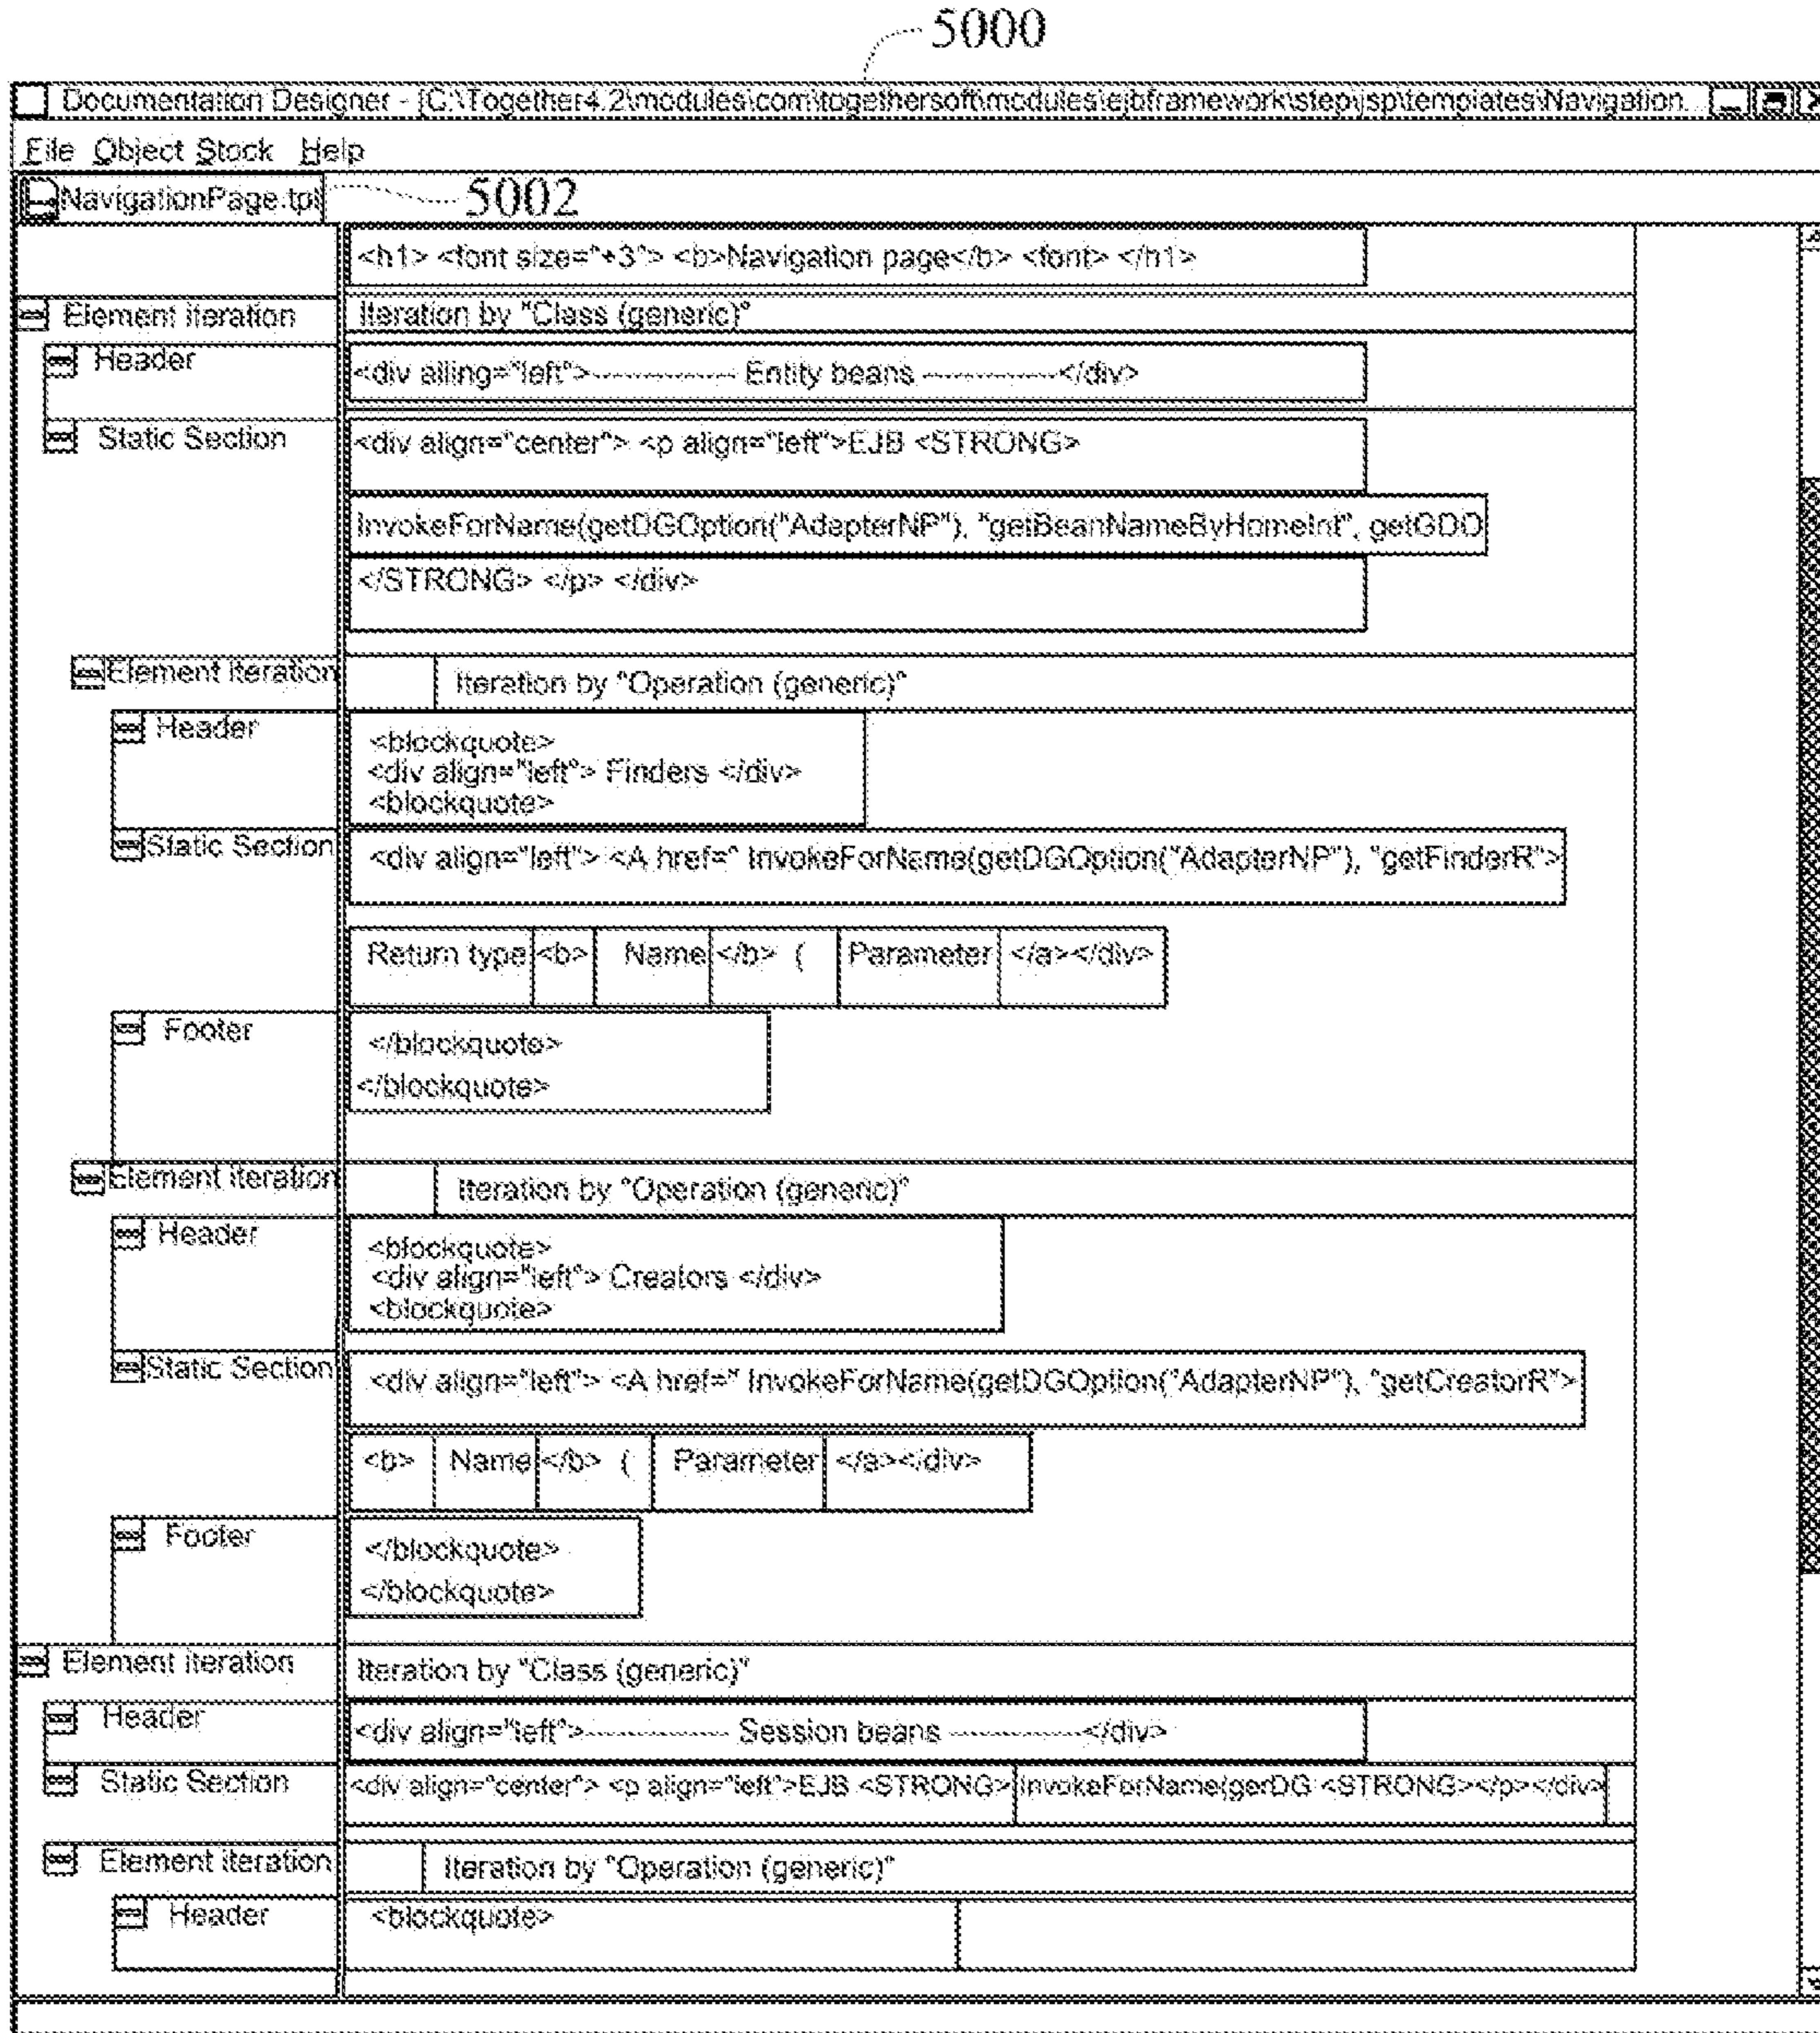 5000
Documentation Designer - [C:\Together4.2\modules\com\togethersoft\modules\ejbframework\step\jsp\templates\Navigation...
File Object Stock Help
NavigationPage.tpl 5002
<h1> <font size="+3"> <b>Navigation page</b> <font> </h1>
Element iteration Iteration by "Class (generic)"
Header <div alling="left">--------------- Entity beans ---------------</div>
Static Section <div align="center"> <p align="left">EJB <STRONG>
InvokeForName(getDGOption("AdapterNP"), "getBeanNameByHomeInt", getGDO
</STRONG> </p> </div>
Element iteration Iteration by "Operation (generic)"
Header <blockquote>
<div align="left"> Finders </div>
<blockquote>
Static Section <div align="left"> <A href=" InvokeForName(getDGOption("AdapterNP"), "getFinderR">
Return type <b> Name </b> ( Parameter </a></div>
Footer </blockquote>
</blockquote>
Element iteration Iteration by "Operation (generic)"
Header <blockquote>
<div align="left"> Creators </div>
<blockquote>
Static Section <div align="left"> <A href=" InvokeForName(getDGOption("AdapterNP"), "getCreatorR">
<b> Name </b> ( Parameter </a></div>
Footer </blockquote>
</blockquote>
Element iteration Iteration by "Class (generic)"
Header <div align="left">--------------- Session beans ---------------</div>
Static Section <div align="center"> <p align="left">EJB <STRONG> InvokeForName(gerDG <STRONG></p></div>
Element iteration Iteration by "Operation (generic)"
Header <blockquote>